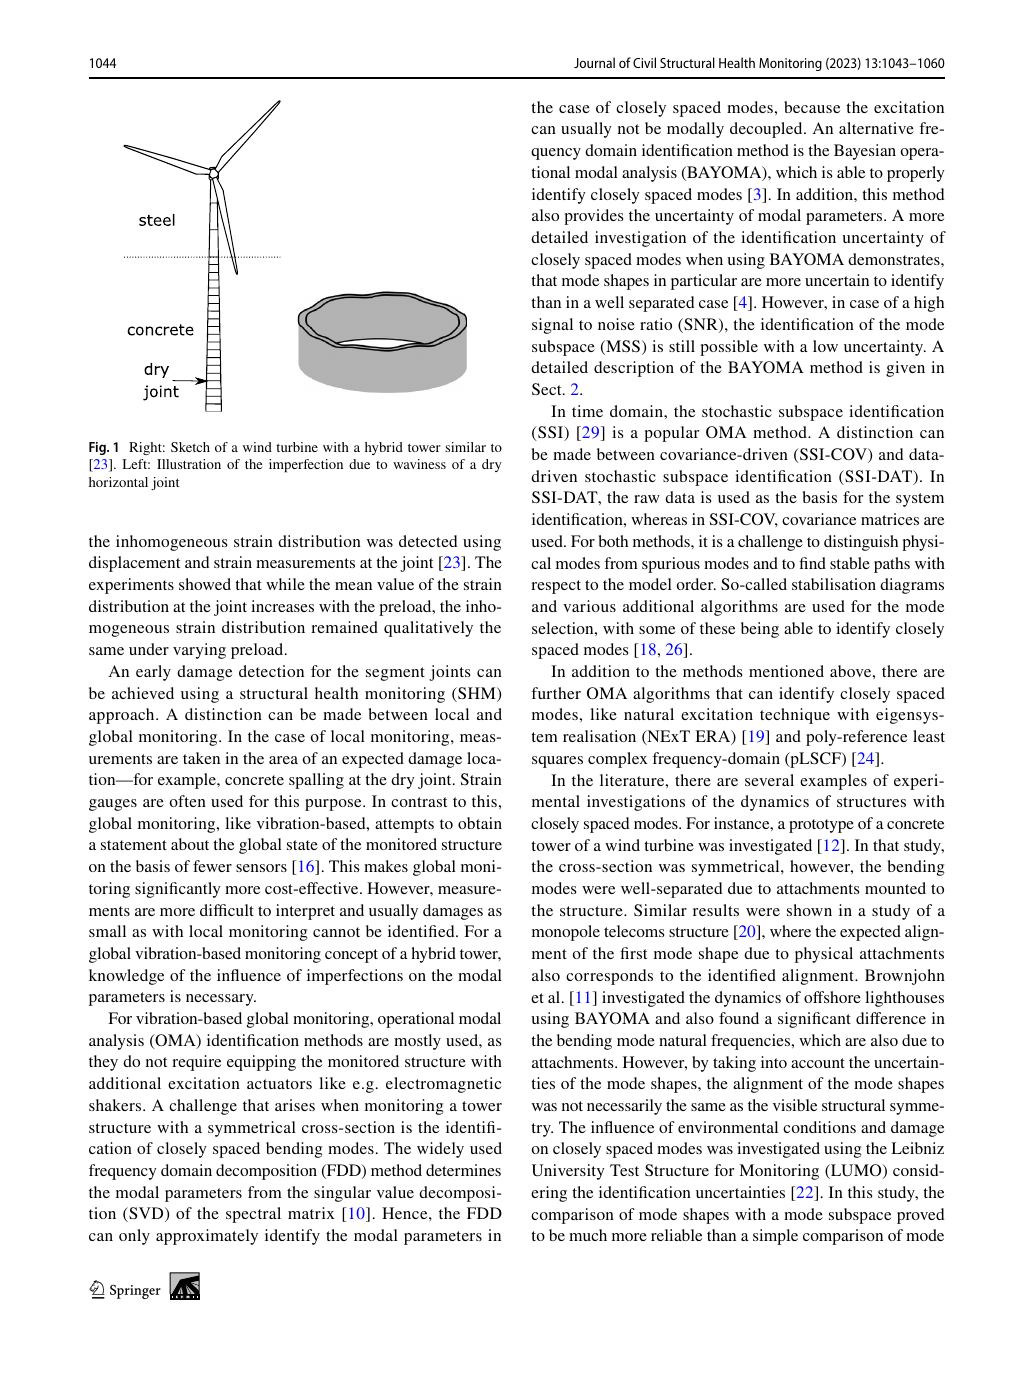 1044
Journal of Civil Structural Health Monitoring (2023) 13:1043–1060
steel
concrete
dry
joint
Fig. 1 Right: Sketch of a wind turbine with a hybrid tower similar to
[23]. Left: Illustration of the imperfection due to waviness of a dry
horizontal joint
the inhomogeneous strain distribution was detected using
displacement and strain measurements at the joint [23]. The
experiments showed that while the mean value of the strain
distribution at the joint increases with the preload, the inho-
mogeneous strain distribution remained qualitatively the
same under varying preload.
An early damage detection for the segment joints can
be achieved using a structural health monitoring (SHM)
approach. A distinction can be made between local and
global monitoring. In the case of local monitoring, meas-
urements are taken in the area of an expected damage loca-
tion—for example, concrete spalling at the dry joint. Strain
gauges are often used for this purpose. In contrast to this,
global monitoring, like vibration-based, attempts to obtain
a statement about the global state of the monitored structure
on the basis of fewer sensors [16]. This makes global moni-
toring significantly more cost-effective. However, measure-
ments are more difficult to interpret and usually damages as
small as with local monitoring cannot be identified. For a
global vibration-based monitoring concept of a hybrid tower,
knowledge of the influence of imperfections on the modal
parameters is necessary.
For vibration-based global monitoring, operational modal
analysis (OMA) identification methods are mostly used, as
they do not require equipping the monitored structure with
additional excitation actuators like e.g. electromagnetic
shakers. A challenge that arises when monitoring a tower
structure with a symmetrical cross-section is the identifi-
cation of closely spaced bending modes. The widely used
frequency domain decomposition (FDD) method determines
the modal parameters from the singular value decomposi-
tion (SVD) of the spectral matrix [10]. Hence, the FDD
can only approximately identify the modal parameters in
the case of closely spaced modes, because the excitation
can usually not be modally decoupled. An alternative fre-
quency domain identification method is the Bayesian opera-
tional modal analysis (BAYOMA), which is able to properly
identify closely spaced modes [3]. In addition, this method
also provides the uncertainty of modal parameters. A more
detailed investigation of the identification uncertainty of
closely spaced modes when using BAYOMA demonstrates,
that mode shapes in particular are more uncertain to identify
than in a well separated case [4]. However, in case of a high
signal to noise ratio (SNR), the identification of the mode
subspace (MSS) is still possible with a low uncertainty. A
detailed description of the BAYOMA method is given in
Sect. 2.
In time domain, the stochastic subspace identification
(SSI) [29] is a popular OMA method. A distinction can
be made between covariance-driven (SSI-COV) and data-
driven stochastic subspace identification (SSI-DAT). In
SSI-DAT, the raw data is used as the basis for the system
identification, whereas in SSI-COV, covariance matrices are
used. For both methods, it is a challenge to distinguish physi-
cal modes from spurious modes and to find stable paths with
respect to the model order. So-called stabilisation diagrams
and various additional algorithms are used for the mode
selection, with some of these being able to identify closely
spaced modes [18, 26].
In addition to the methods mentioned above, there are
further OMA algorithms that can identify closely spaced
modes, like natural excitation technique with eigensys-
tem realisation (NExT ERA) [19] and poly-reference least
squares complex frequency-domain (pLSCF) [24].
In the literature, there are several examples of experi-
mental investigations of the dynamics of structures with
closely spaced modes. For instance, a prototype of a concrete
tower of a wind turbine was investigated [12]. In that study,
the cross-section was symmetrical, however, the bending
modes were well-separated due to attachments mounted to
the structure. Similar results were shown in a study of a
monopole telecoms structure [20], where the expected align-
ment of the first mode shape due to physical attachments
also corresponds to the identified alignment. Brownjohn
et al. [11] investigated the dynamics of offshore lighthouses
using BAYOMA and also found a significant difference in
the bending mode natural frequencies, which are also due to
attachments. However, by taking into account the uncertain-
ties of the mode shapes, the alignment of the mode shapes
was not necessarily the same as the visible structural symme-
try. The influence of environmental conditions and damage
on closely spaced modes was investigated using the Leibniz
University Test Structure for Monitoring (LUMO) consid-
ering the identification uncertainties [22]. In this study, the
comparison of mode shapes with a mode subspace proved
to be much more reliable than a simple comparison of mode
Springer